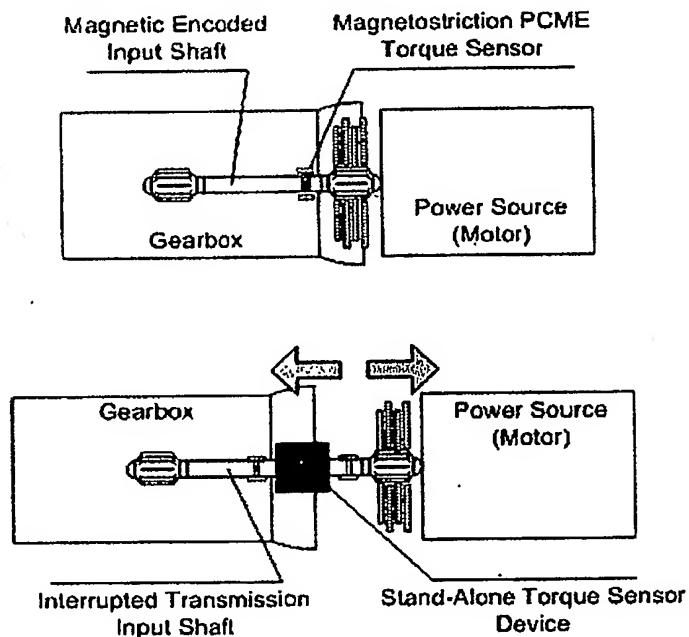 Magnetic Encoded
Input Shaft
Magnetostriction PCME
Torque Sensor
Gearbox
Power Source
(Motor)
Gearbox
Power Source
(Motor)
Interrupted Transmission
Input Shaft
Stand-Alone Torque Sensor
Device